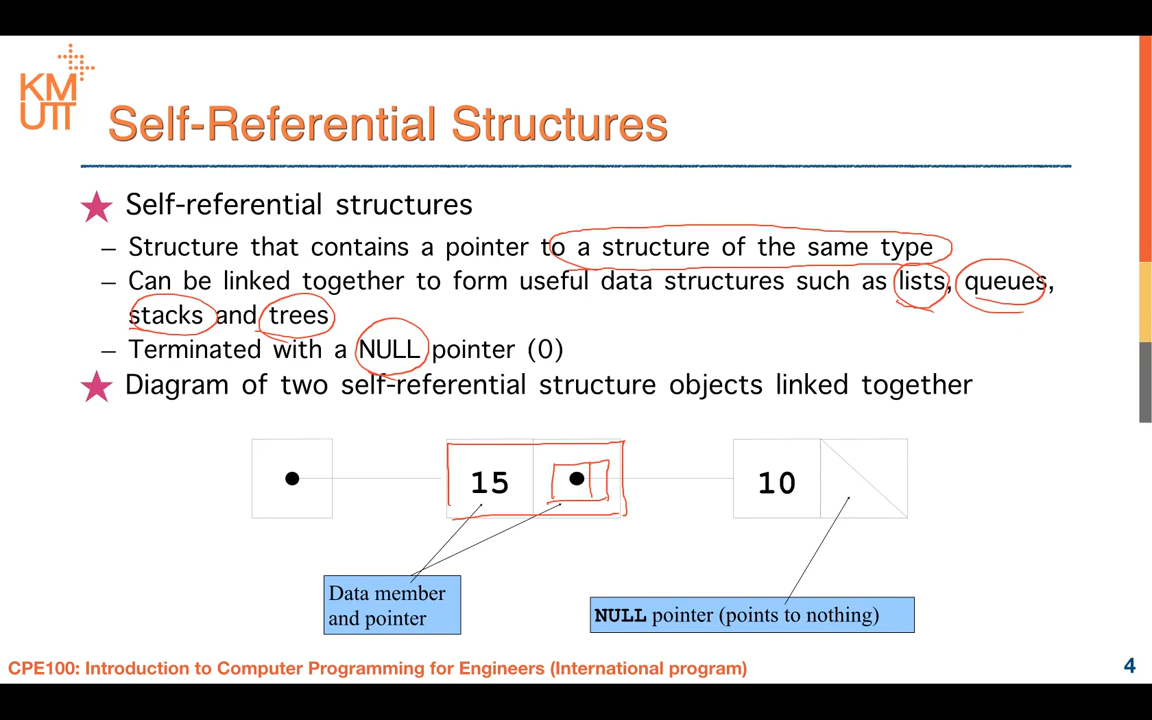 KM
UTT
Self-Referential Structures
Self-referential structures
– Structure that contains a pointer to a structure of the same type
– Can be linked together to form useful data structures such as lists, queues,
stacks and trees
– Terminated with a NULL pointer (0)
Diagram of two self-referential structure objects linked together
15
10
Data member
and pointer
NULL pointer (points to nothing)
CPE100: Introduction to Computer Programming for Engineers (International program)
4